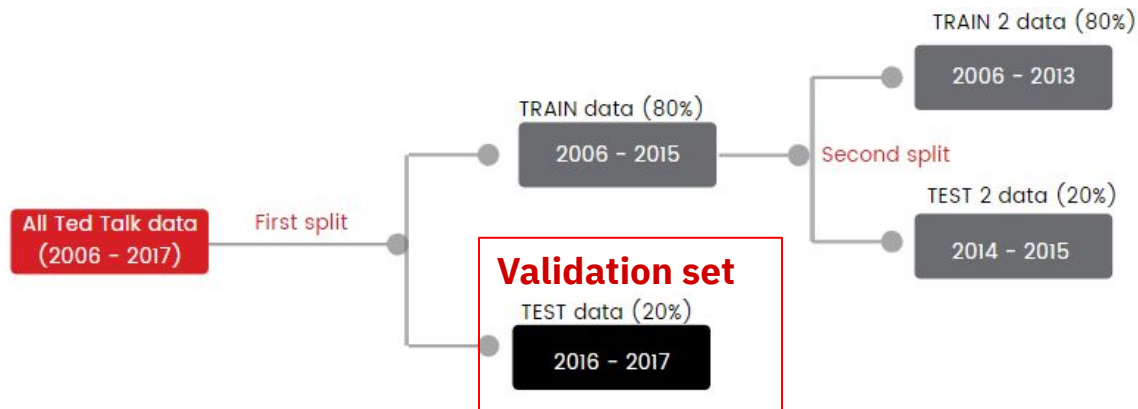 TRAIN 2 data (80%)
2006 - 2013
TRAIN data (80%)
2006 - 2015
Second split
TEST 2 data (20%)
2014 - 2015
All Ted Talk data
(2006 - 2017)
First split
Validation set
TEST data (20%)
2016 - 2017